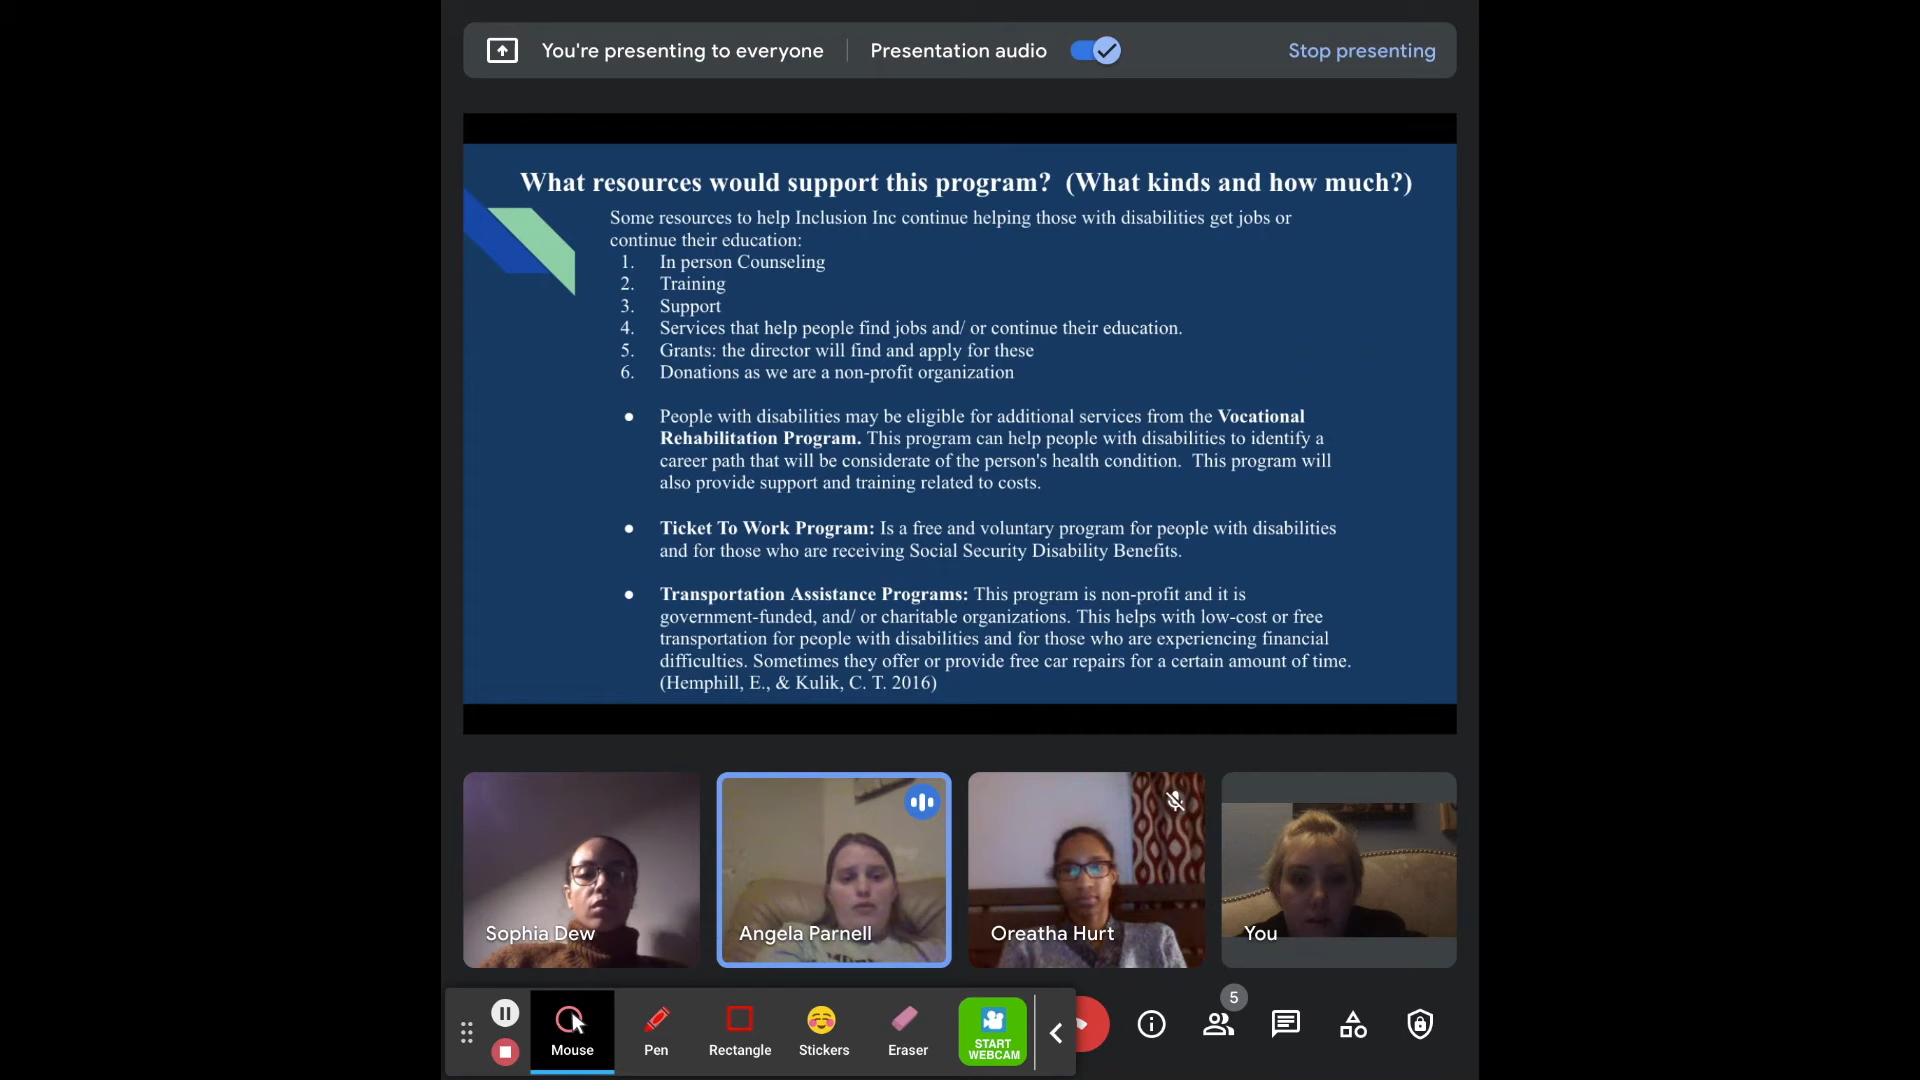 You're presenting to everyone
Presentation audio
Stop presenting
What resources would support this program?  (What kinds and how much?)
Some resources to help Inclusion Inc continue helping those with disabilities get jobs or
continue their education:
1. In person Counseling
2. Training
3. Support
4. Services that help people find jobs and/ or continue their education.
5. Grants: the director will find and apply for these
6. Donations as we are a non-profit organization
● People with disabilities may be eligible for additional services from the Vocational
Rehabilitation Program. This program can help people with disabilities to identify a
career path that will be considerate of the person's health condition.  This program will
also provide support and training related to costs.
● Ticket To Work Program: Is a free and voluntary program for people with disabilities
and for those who are receiving Social Security Disability Benefits.
● Transportation Assistance Programs: This program is non-profit and it is
government-funded, and/ or charitable organizations. This helps with low-cost or free
transportation for people with disabilities and for those who are experiencing financial
difficulties. Sometimes they offer or provide free car repairs for a certain amount of time.
(Hemphill, E., & Kulik, C. T. 2016)
Sophia Dew
Angela Parnell
Oreatha Hurt
You
Mouse
Pen
Rectangle
Stickers
Eraser
START
WEBCAM
5